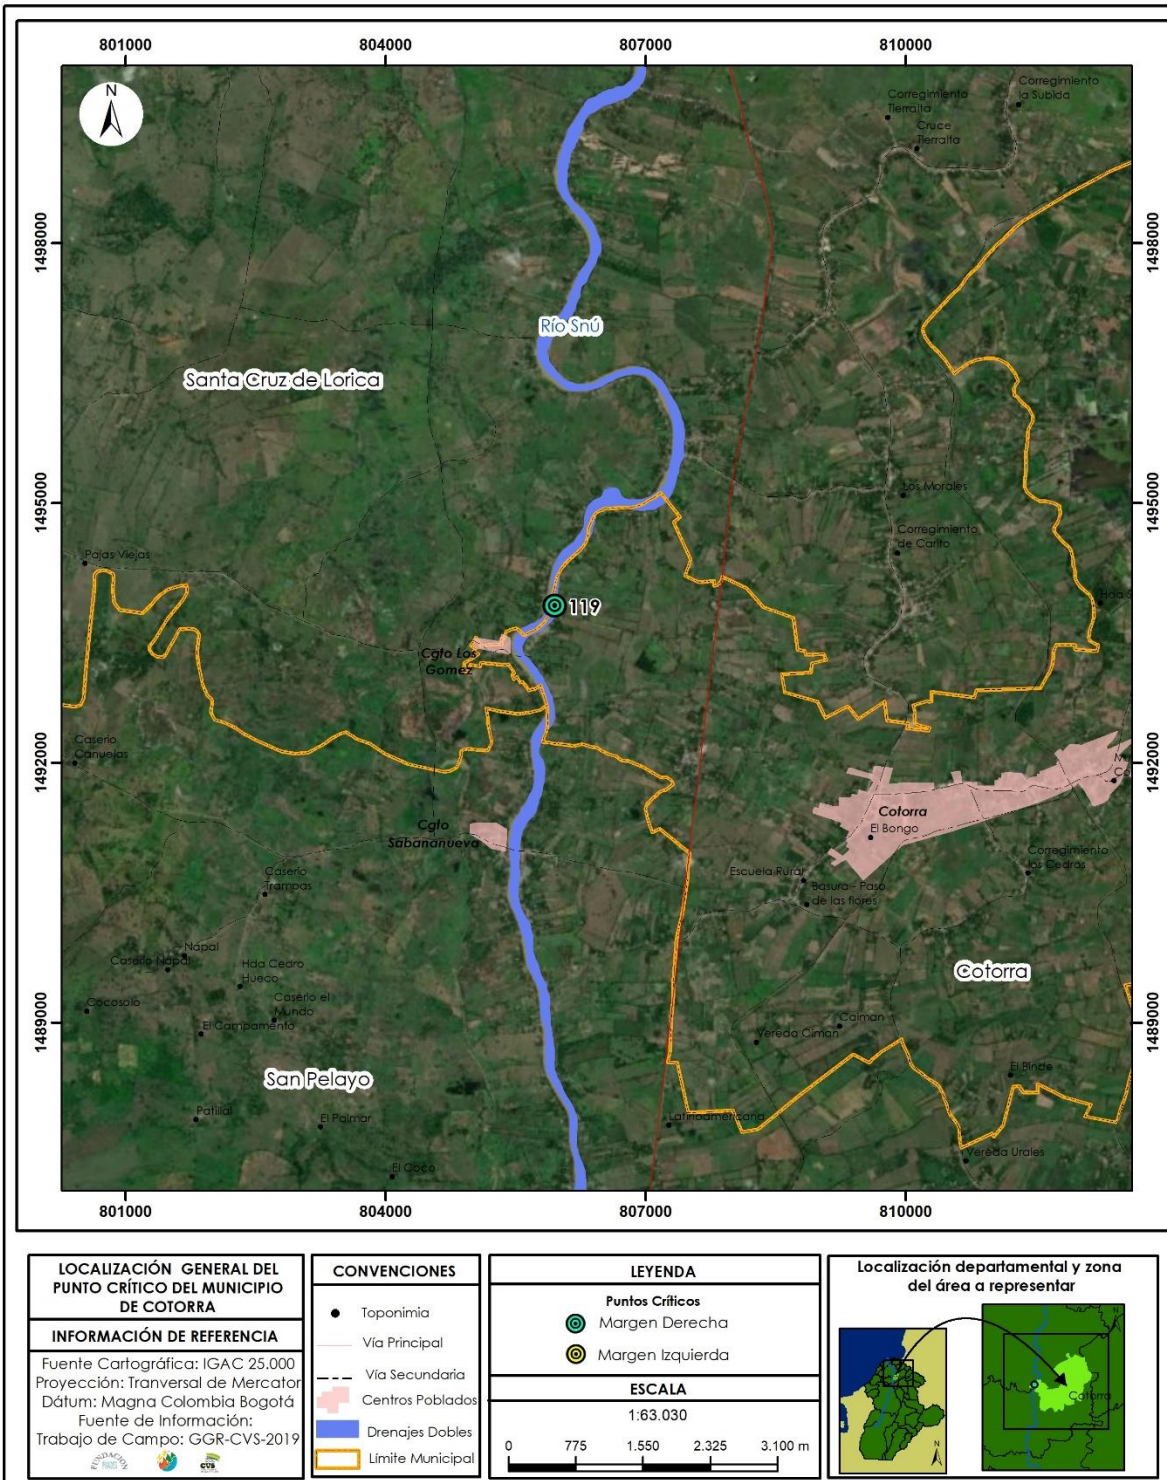 801000
804000
807000
810000
N
Corregimiento
Tierralta
Corregimiento
la Subida
Cruce
Tierralta
1498000
1498000
Río Snú
Santa Cruz de Lorica
1495000
1495000
Los Morales
Corregimiento
de Carito
Pajas Viejas
119
Hda S
Cgto Los
Gomez
1492000
1492000
Caserio
Canuelas
Cotorra
El Bongo
Cgto
Sabananueva
Escuela Rural
Corregimiento
los Cedros
Caserio
Trampas
Basura - Paso
de las flores
Napal
Caserio Napal
Hda Cedro
Hueco
Cotorra
Cocosolo
Caserio el
Mundo
El Campamento
1489000
1489000
Caiman
Vereda Ciman
San Pelayo
El Binde
Patillal
El Palmar
Latinoamericana
Vereda Urales
El Coco
801000
804000
807000
810000
LOCALIZACIÓN GENERAL DEL
PUNTO CRÍTICO DEL MUNICIPIO
DE COTORRA
INFORMACIÓN DE REFERENCIA
Fuente Cartográfica: IGAC 25.000
Proyección: Tranversal de Mercator
Dátum: Magna Colombia Bogotá
Fuente de Información:
Trabajo de Campo: GGR-CVS-2019
FUNDACIÓN
CVS
CONVENCIONES
Toponimia
Vía Principal
Vía Secundaria
Centros Poblados
Drenajes Dobles
Límite Municipal
LEYENDA
Puntos Críticos
Margen Derecha
Margen Izquierda
ESCALA
1:63.030
0 775 1.550 2.325 3.100 m
Localización departamental y zona
del área a representar
N
N
Cotorra